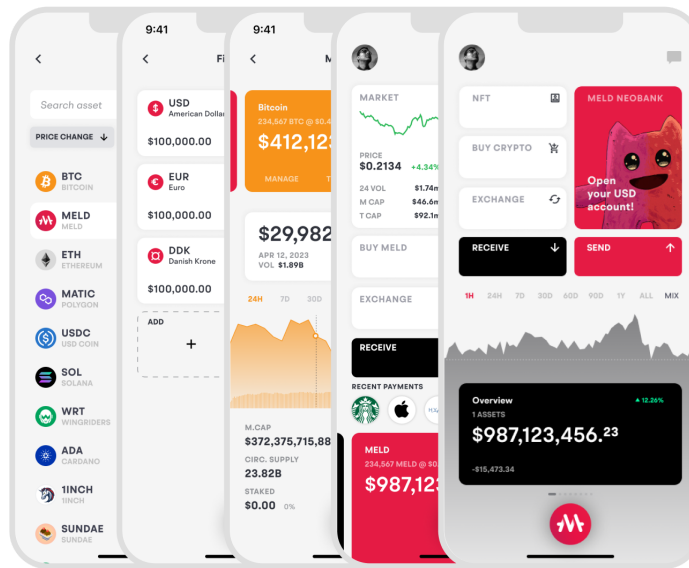 Search asset
PRICE CHANGE
BTC
BITCOIN
MELD
MELD
ETH
ETHEREUM
MATIC
POLYGON
USDC
USD COIN
SOL
SOLANA
WRT
WINGRIDERS
ADA
CARDANO
1INCH
1INCH
SUNDAE
SUNDAE
9:41
Fi
USD
American Dollar
$100,000.00
EUR
Euro
$100,000.00
DDK
Danish Krone
$100,000.00
ADD
+
9:41
M
Bitcoin
234,567 BTC @ $0.4
$412,123
MANAGE T
$29,982
APR 12, 2023
VOL $1.89B
24H 7D 30D
M.CAP
$372,375,715,88
CIRC. SUPPLY
23.82B
STAKED
$0.00 0%
MARKET
PRICE
$0.2134 +4.34%
24 VOL $1.74m
M CAP $46.6m
T CAP $92.1m
BUY MELD
EXCHANGE
RECEIVE
RECENT PAYMENTS
MELD
234,567 MELD @ $0.
$987,123
NFT
BUY CRYPTO
EXCHANGE
MELD NEOBANK
Open
your USD
account!
RECEIVE
SEND
1H 24H 7D 30D 60D 90D 1Y ALL MIX
Overview 12.26%
1 ASSETS
$987,123,456.23
-$15,473.34